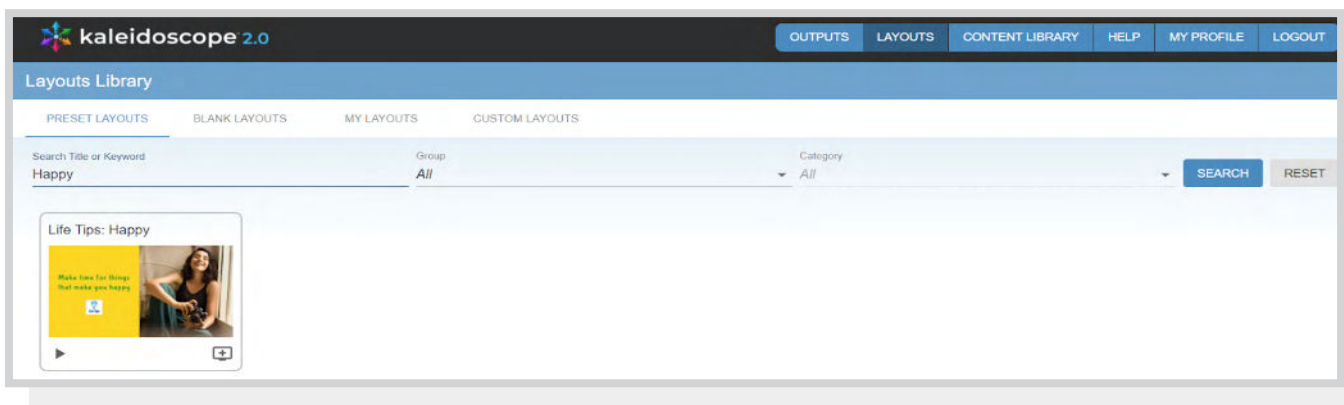 kaleidoscope 2.0
OUTPUTS LAYOUTS CONTENT LIBRARY HELP MY PROFILE LOGOUT
Layouts Library
PRESET LAYOUTS BLANK LAYOUTS MY LAYOUTS CUSTOM LAYOUTS
Search Title or Keyword Group Category
Happy All All SEARCH RESET
Life Tips: Happy
Make time for things
that make you happy